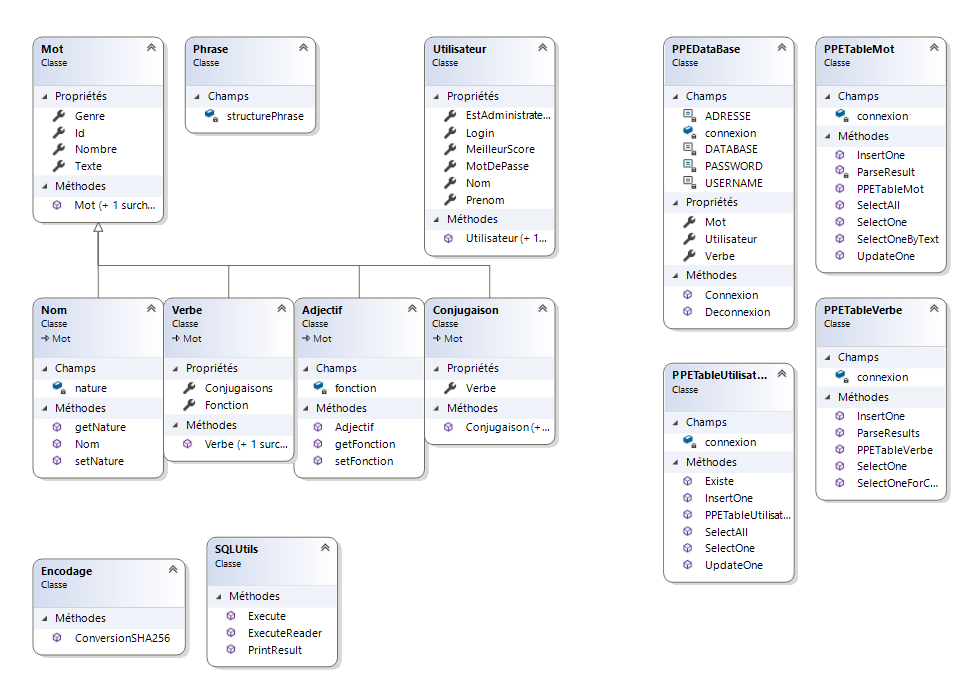 Mot
Classe
Propriétés
Genre
Id
Nombre
Texte
Méthodes
Mot (+ 1 surch...
Phrase
Classe
Champs
structurePhrase
Utilisateur
Classe
Propriétés
EstAdministrate...
Login
MeilleurScore
MotDePasse
Nom
Prenom
Méthodes
Utilisateur (+ 1...
PPEDataBase
Classe
Champs
ADRESSE
connexion
DATABASE
PASSWORD
USERNAME
Propriétés
Mot
Utilisateur
Verbe
Méthodes
Connexion
Deconnexion
PPETableMot
Classe
Champs
connexion
Méthodes
InsertOne
ParseResult
PPETableMot
SelectAll
SelectOne
SelectOneByText
UpdateOne
Nom
Classe
Mot
Champs
nature
Méthodes
getNature
Nom
setNature
Verbe
Classe
Mot
Propriétés
Conjugaisons
Fonction
Méthodes
Verbe (+ 1 surc...
Adjectif
Classe
Mot
Champs
fonction
Méthodes
Adjectif
getFonction
setFonction
Conjugaison
Classe
Mot
Propriétés
Verbe
Méthodes
Conjugaison (+...
PPETableUtilisat...
Classe
Champs
connexion
Méthodes
Existe
InsertOne
PPETableUtilisat...
SelectAll
SelectOne
UpdateOne
PPETableVerbe
Classe
Champs
connexion
Méthodes
InsertOne
ParseResults
PPETableVerbe
SelectOne
SelectOneForC...
Encodage
Classe
Méthodes
ConversionSHA256
SQLUtils
Classe
Méthodes
Execute
ExecuteReader
PrintResult